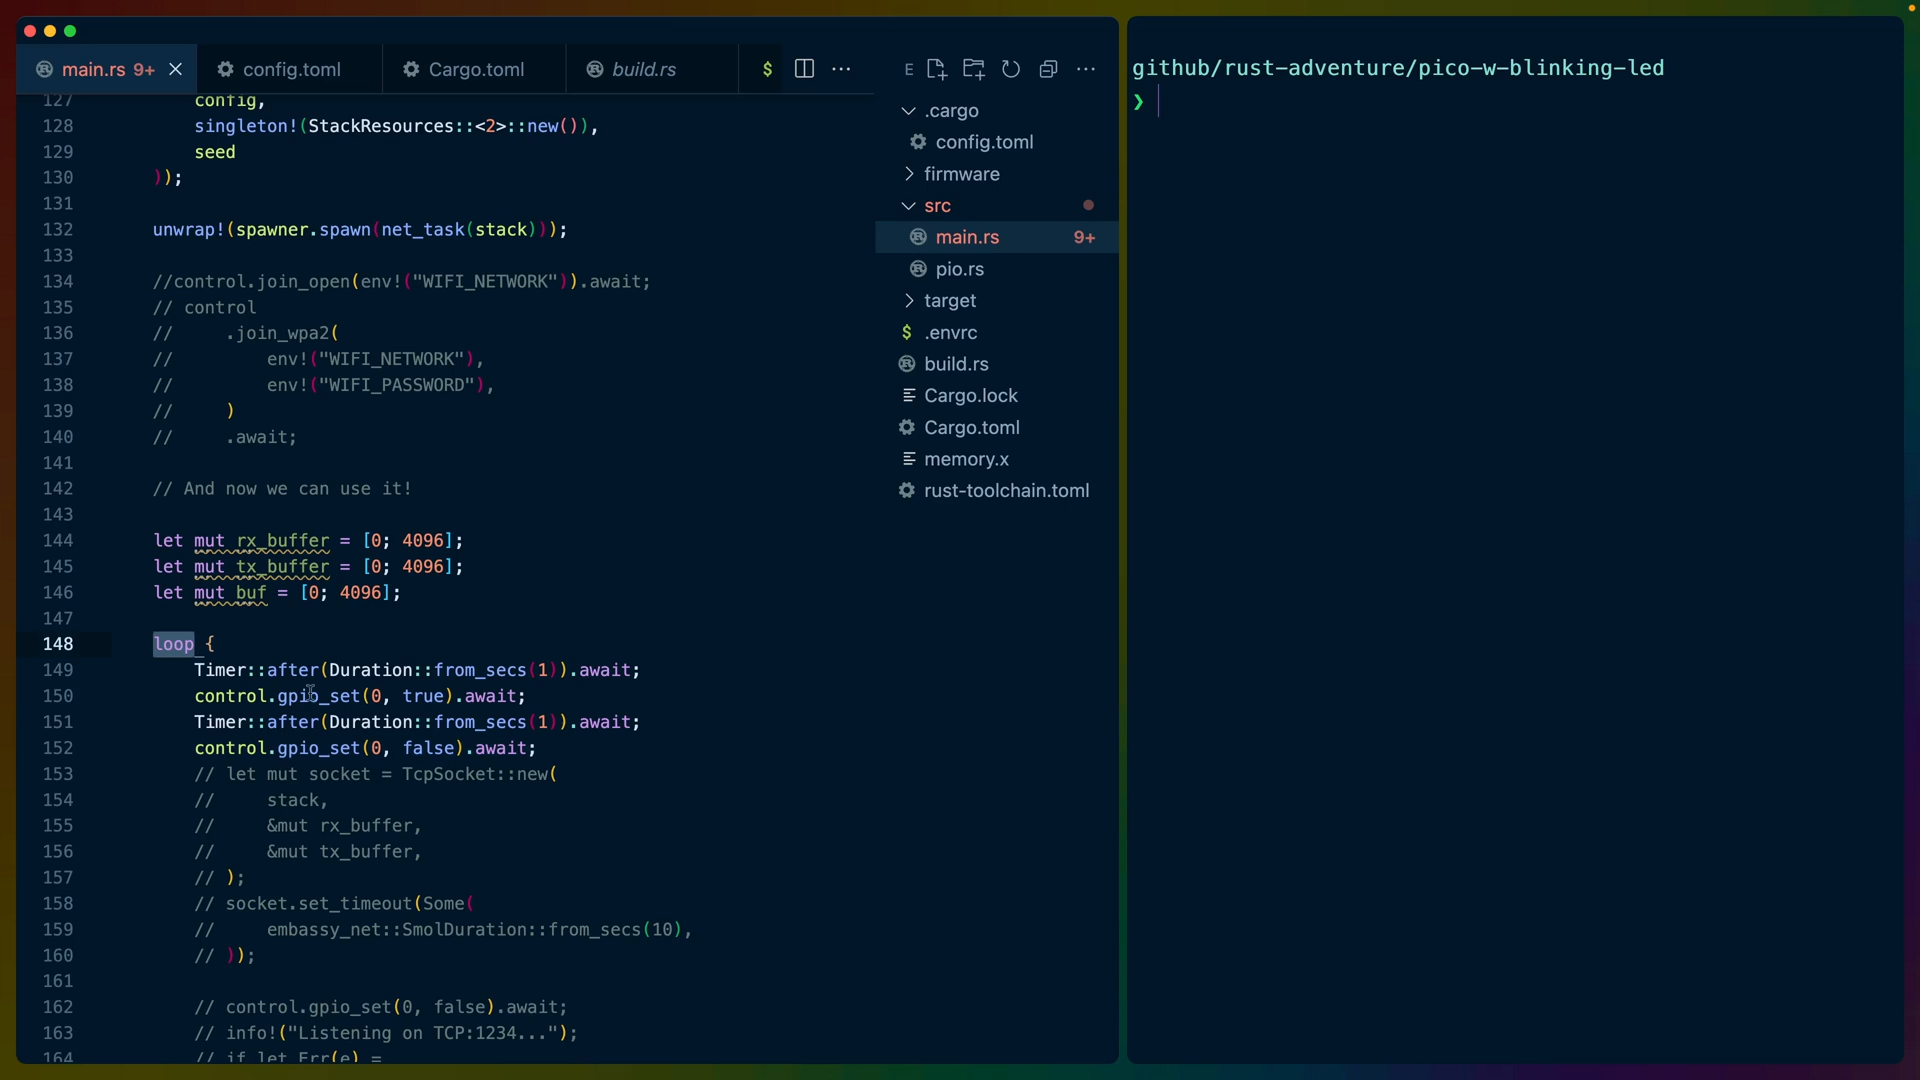 main.rs 9+
config.toml
Cargo.toml
build.rs
$
127 config,
128 singleton!(StackResources::<2>::new()),
129 seed
130 ));
131
132 unwrap!(spawner.spawn(net_task(stack)));
133
134 //control.join_open(env!("WIFI_NETWORK")).await;
135 // control
136 //     .join_wpa2(
137 //         env!("WIFI_NETWORK"),
138 //         env!("WIFI_PASSWORD"),
139 //     )
140 //     .await;
141
142 // And now we can use it!
143
144 let mut rx_buffer = [0; 4096];
145 let mut tx_buffer = [0; 4096];
146 let mut buf = [0; 4096];
147
148 loop {
149     Timer::after(Duration::from_secs(1)).await;
150     control.gpio_set(0, true).await;
151     Timer::after(Duration::from_secs(1)).await;
152     control.gpio_set(0, false).await;
153     // let mut socket = TcpSocket::new(
154     //     stack,
155     //     &mut rx_buffer,
156     //     &mut tx_buffer,
157     // );
158     // socket.set_timeout(Some(
159     //     embassy_net::SmolDuration::from_secs(10),
160     // ));
161
162     // control.gpio_set(0, false).await;
163     // info!("Listening on TCP:1234...");
164     // if let Err(e) =
E
.cargo
config.toml
firmware
src
main.rs 9+
pio.rs
target
$ .envrc
build.rs
Cargo.lock
Cargo.toml
memory.x
rust-toolchain.toml
github/rust-adventure/pico-w-blinking-led
❯